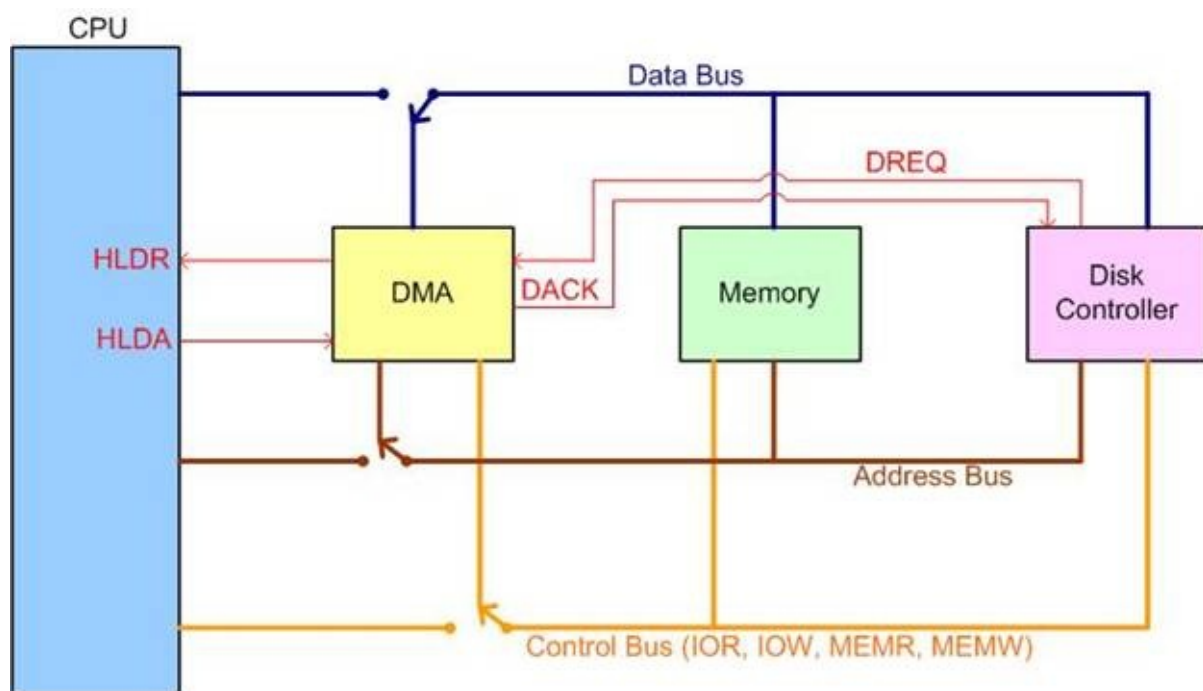 CPU
Data Bus
DREQ
HLDR
DMA
DACK
Memory
Disk
Controller
HLDA
Address Bus
Control Bus (IOR, IOW, MEMR, MEMW)